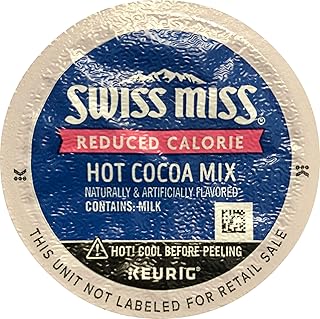 SWISS MISS®
REDUCED CALORIE
HOT COCOA MIX
NATURALLY & ARTIFICIALLY FLAVORED
CONTAINS: MILK
HOT! COOL BEFORE PEELING
KEURIG®
THIS UNIT NOT LABELED FOR RETAIL SALE